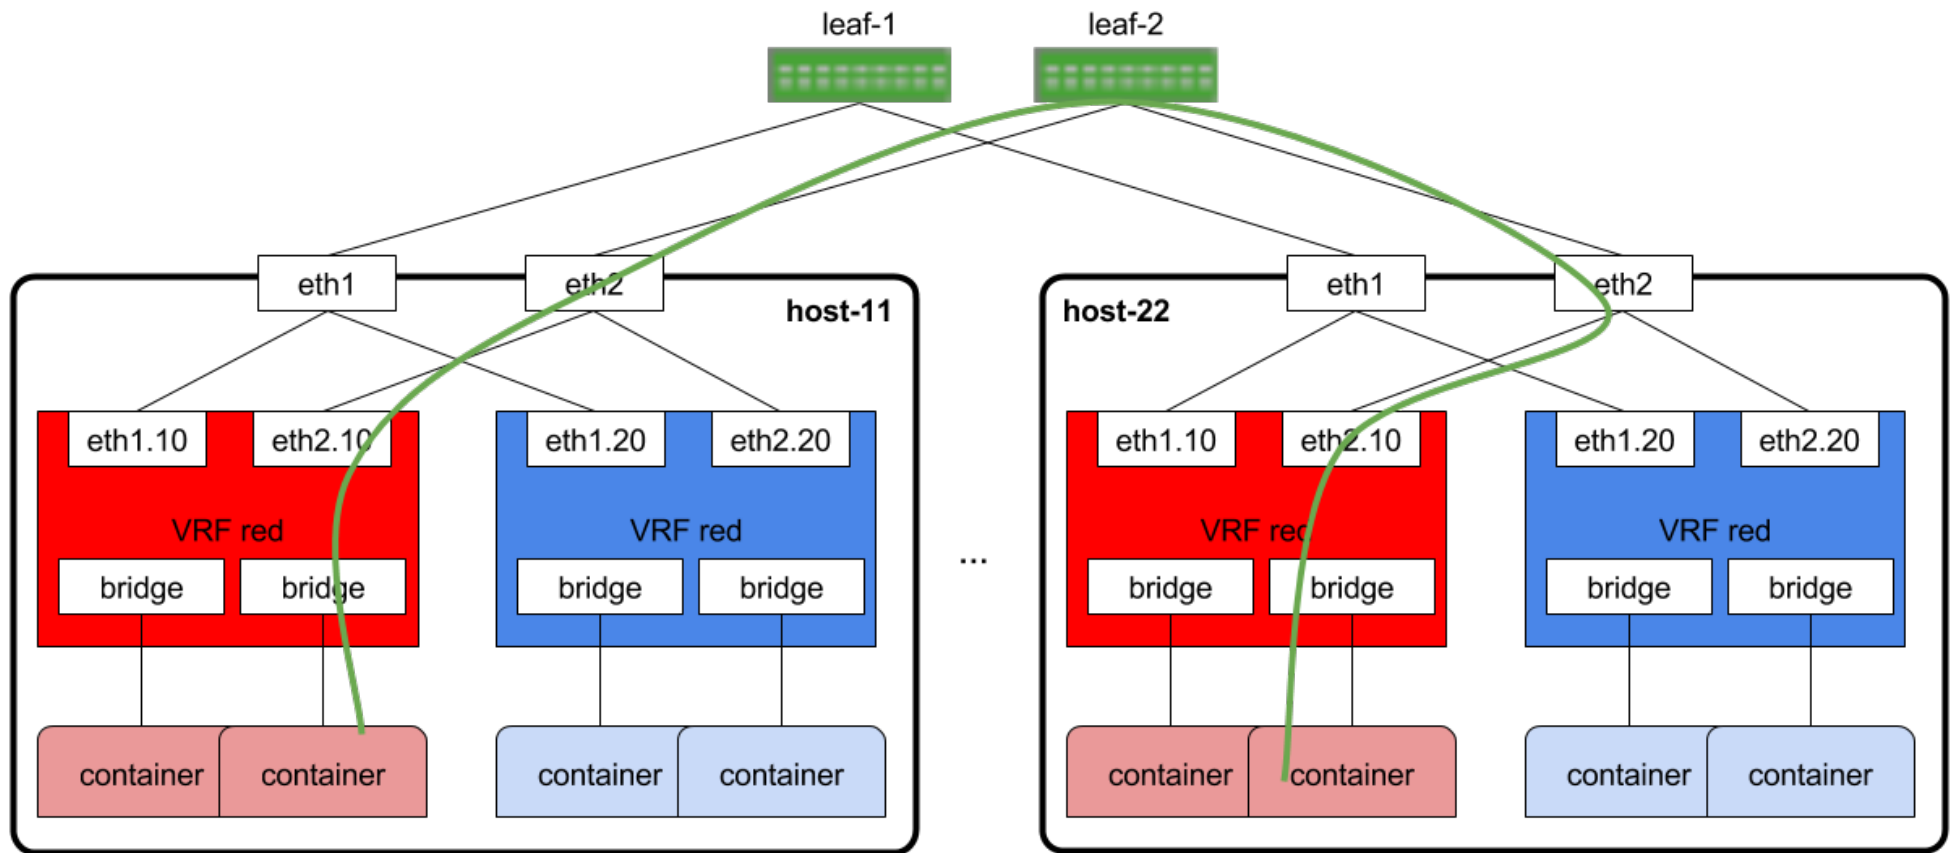 leaf-1 leaf-2
eth1 eth2 eth1 eth2
host-11 host-22
eth1.10 eth2.10 eth1.20 eth2.20 eth1.10 eth2.10 eth1.20 eth2.20
VRF red VRF red VRF red VRF red
...
bridge bridge bridge bridge bridge bridge bridge bridge
container container container container container container container container